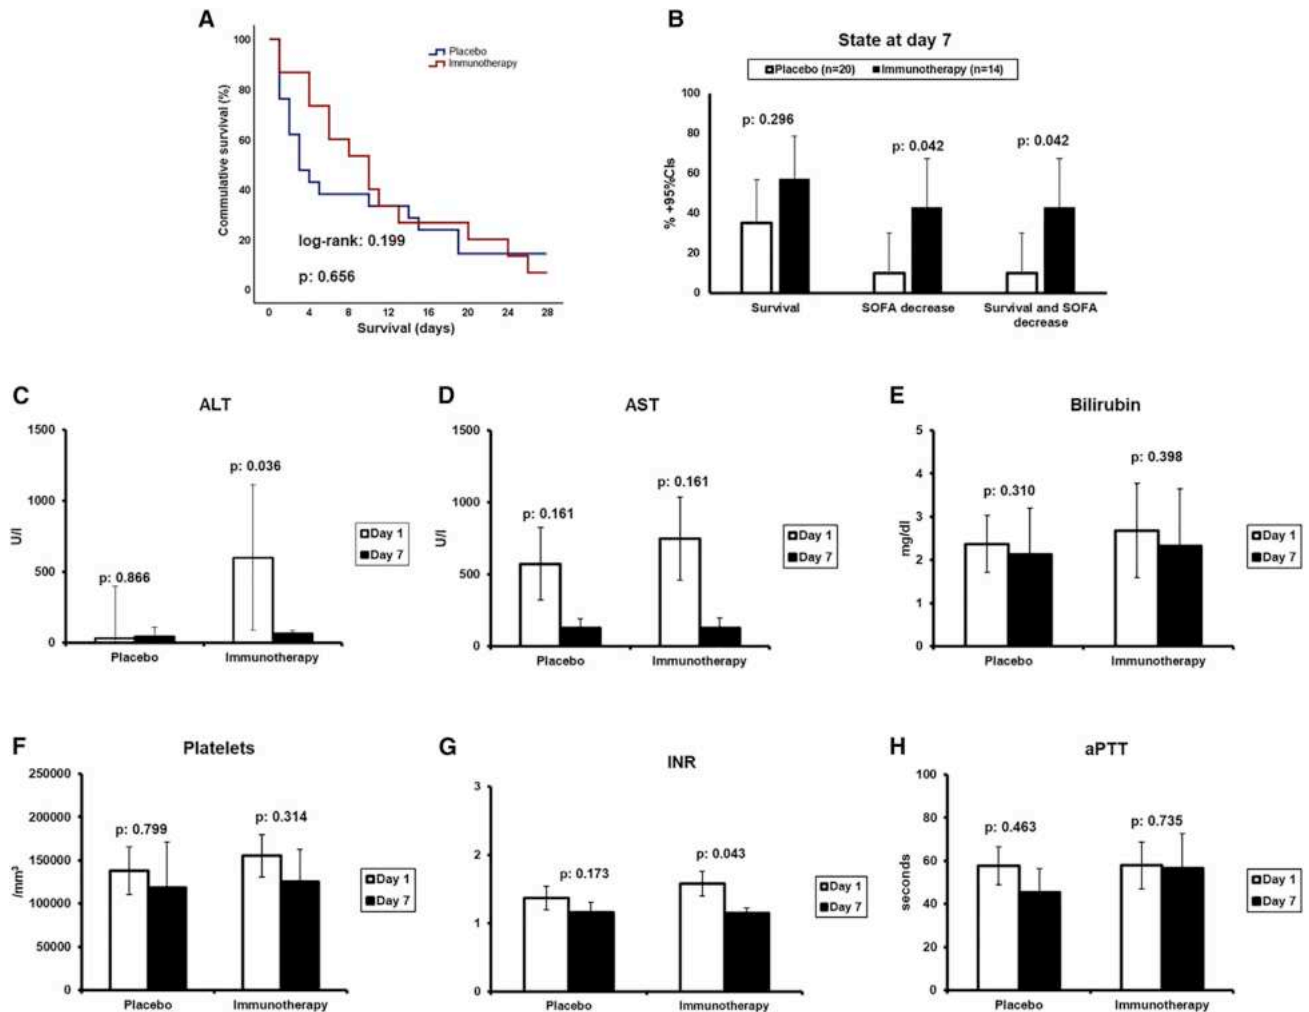 A
100
80
60
40
20
0
Commulative survival (%)
Placebo
Immunotherapy
log-rank: 0.199
p: 0.656
0 4 8 12 16 20 24 28
Survival (days)
B
State at day 7
Placebo (n=20) Immunotherapy (n=14)
100
80
60
40
20
0
% +95%CIs
p: 0.296
p: 0.042
p: 0.042
Survival SOFA decrease Survival and SOFA
decrease
C
ALT
1500
1000
500
0
U/l
p: 0.866
p: 0.036
Day 1
Day 7
Placebo Immunotherapy
D
AST
1500
1000
500
0
U/l
p: 0.161
p: 0.161
Day 1
Day 7
Placebo Immunotherapy
E
Bilirubin
5
4
3
2
1
0
mg/dl
p: 0.310
p: 0.398
Day 1
Day 7
Placebo Immunotherapy
F
Platelets
250000
200000
150000
100000
50000
0
/mm³
p: 0.799
p: 0.314
Day 1
Day 7
Placebo Immunotherapy
G
INR
3
2
1
0
p: 0.173
p: 0.043
Day 1
Day 7
Placebo Immunotherapy
H
aPTT
100
80
60
40
20
0
seconds
p: 0.463
p: 0.735
Day 1
Day 7
Placebo Immunotherapy